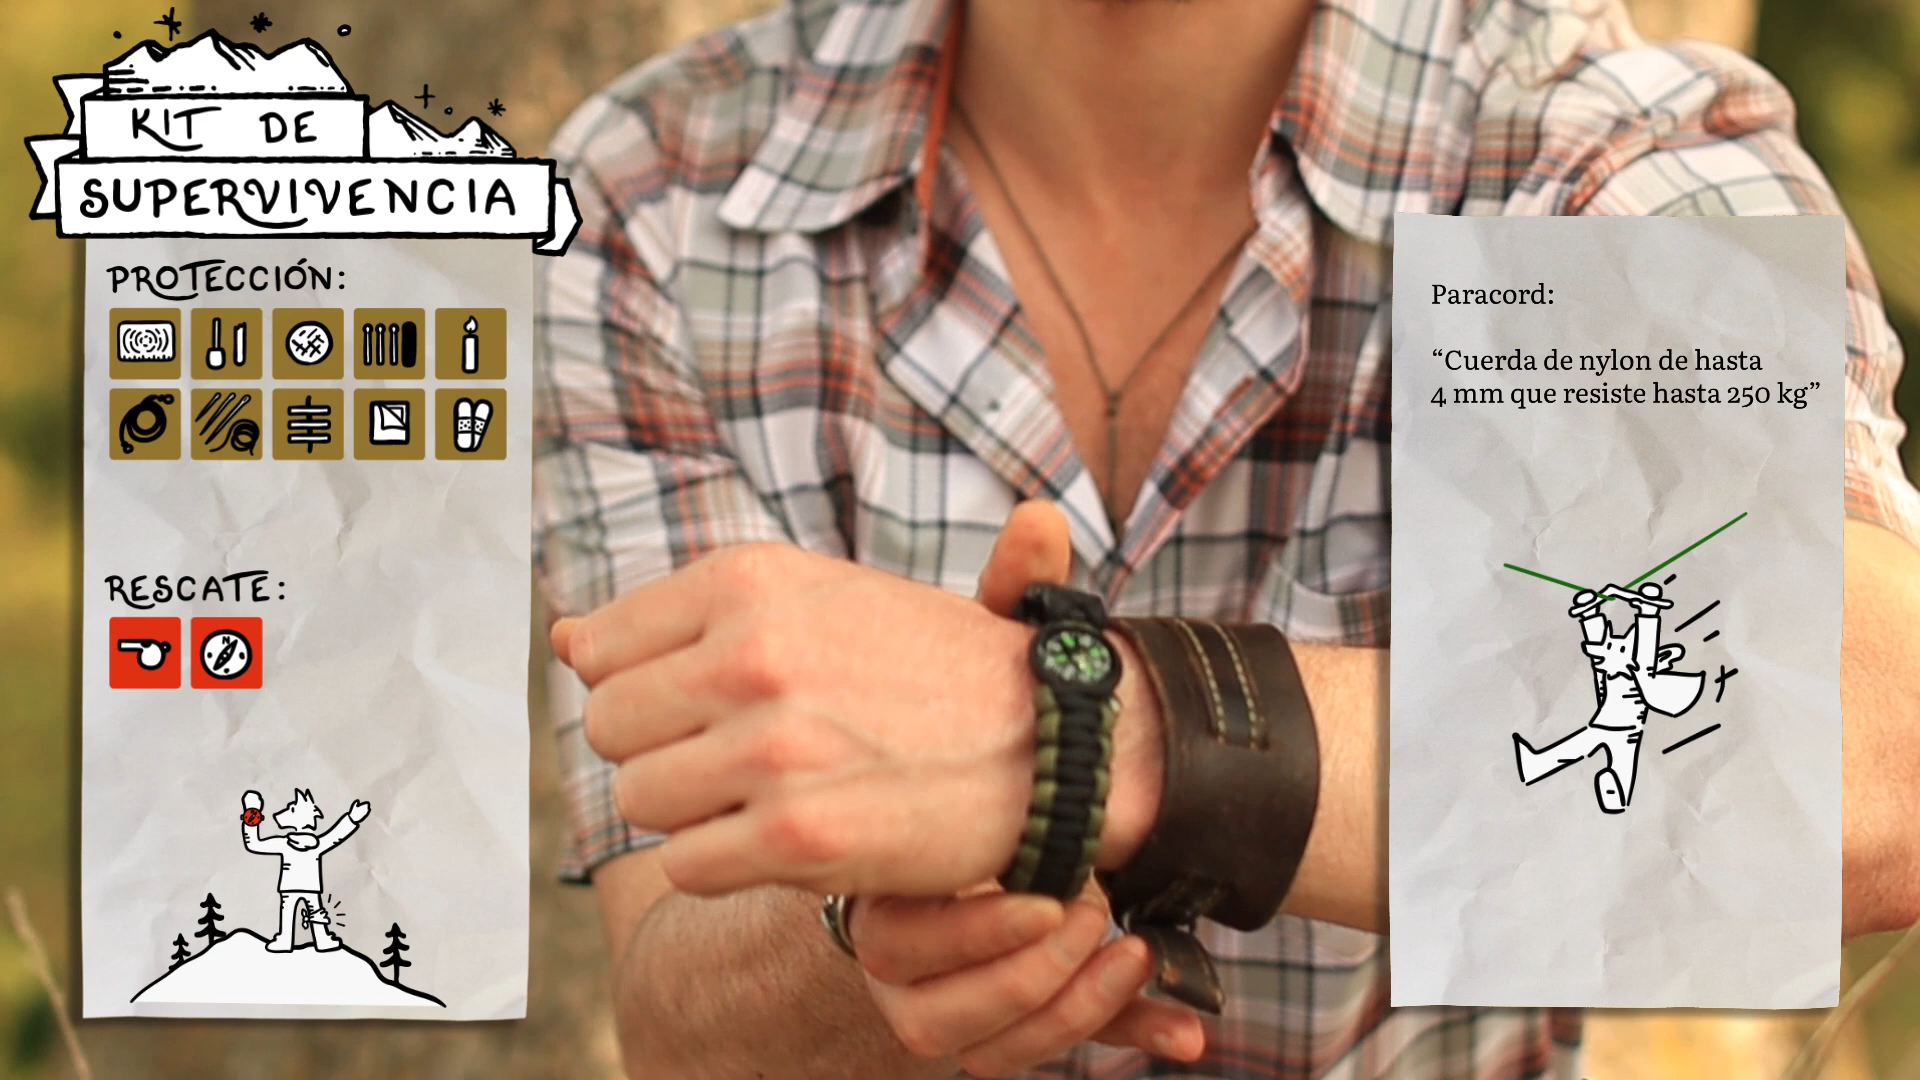 KIT DE
SUPERVIVENCIA
PROTECCIÓN:
RESCATE:
N
Paracord:
“Cuerda de nylon de hasta
4 mm que resiste hasta 250 kg”